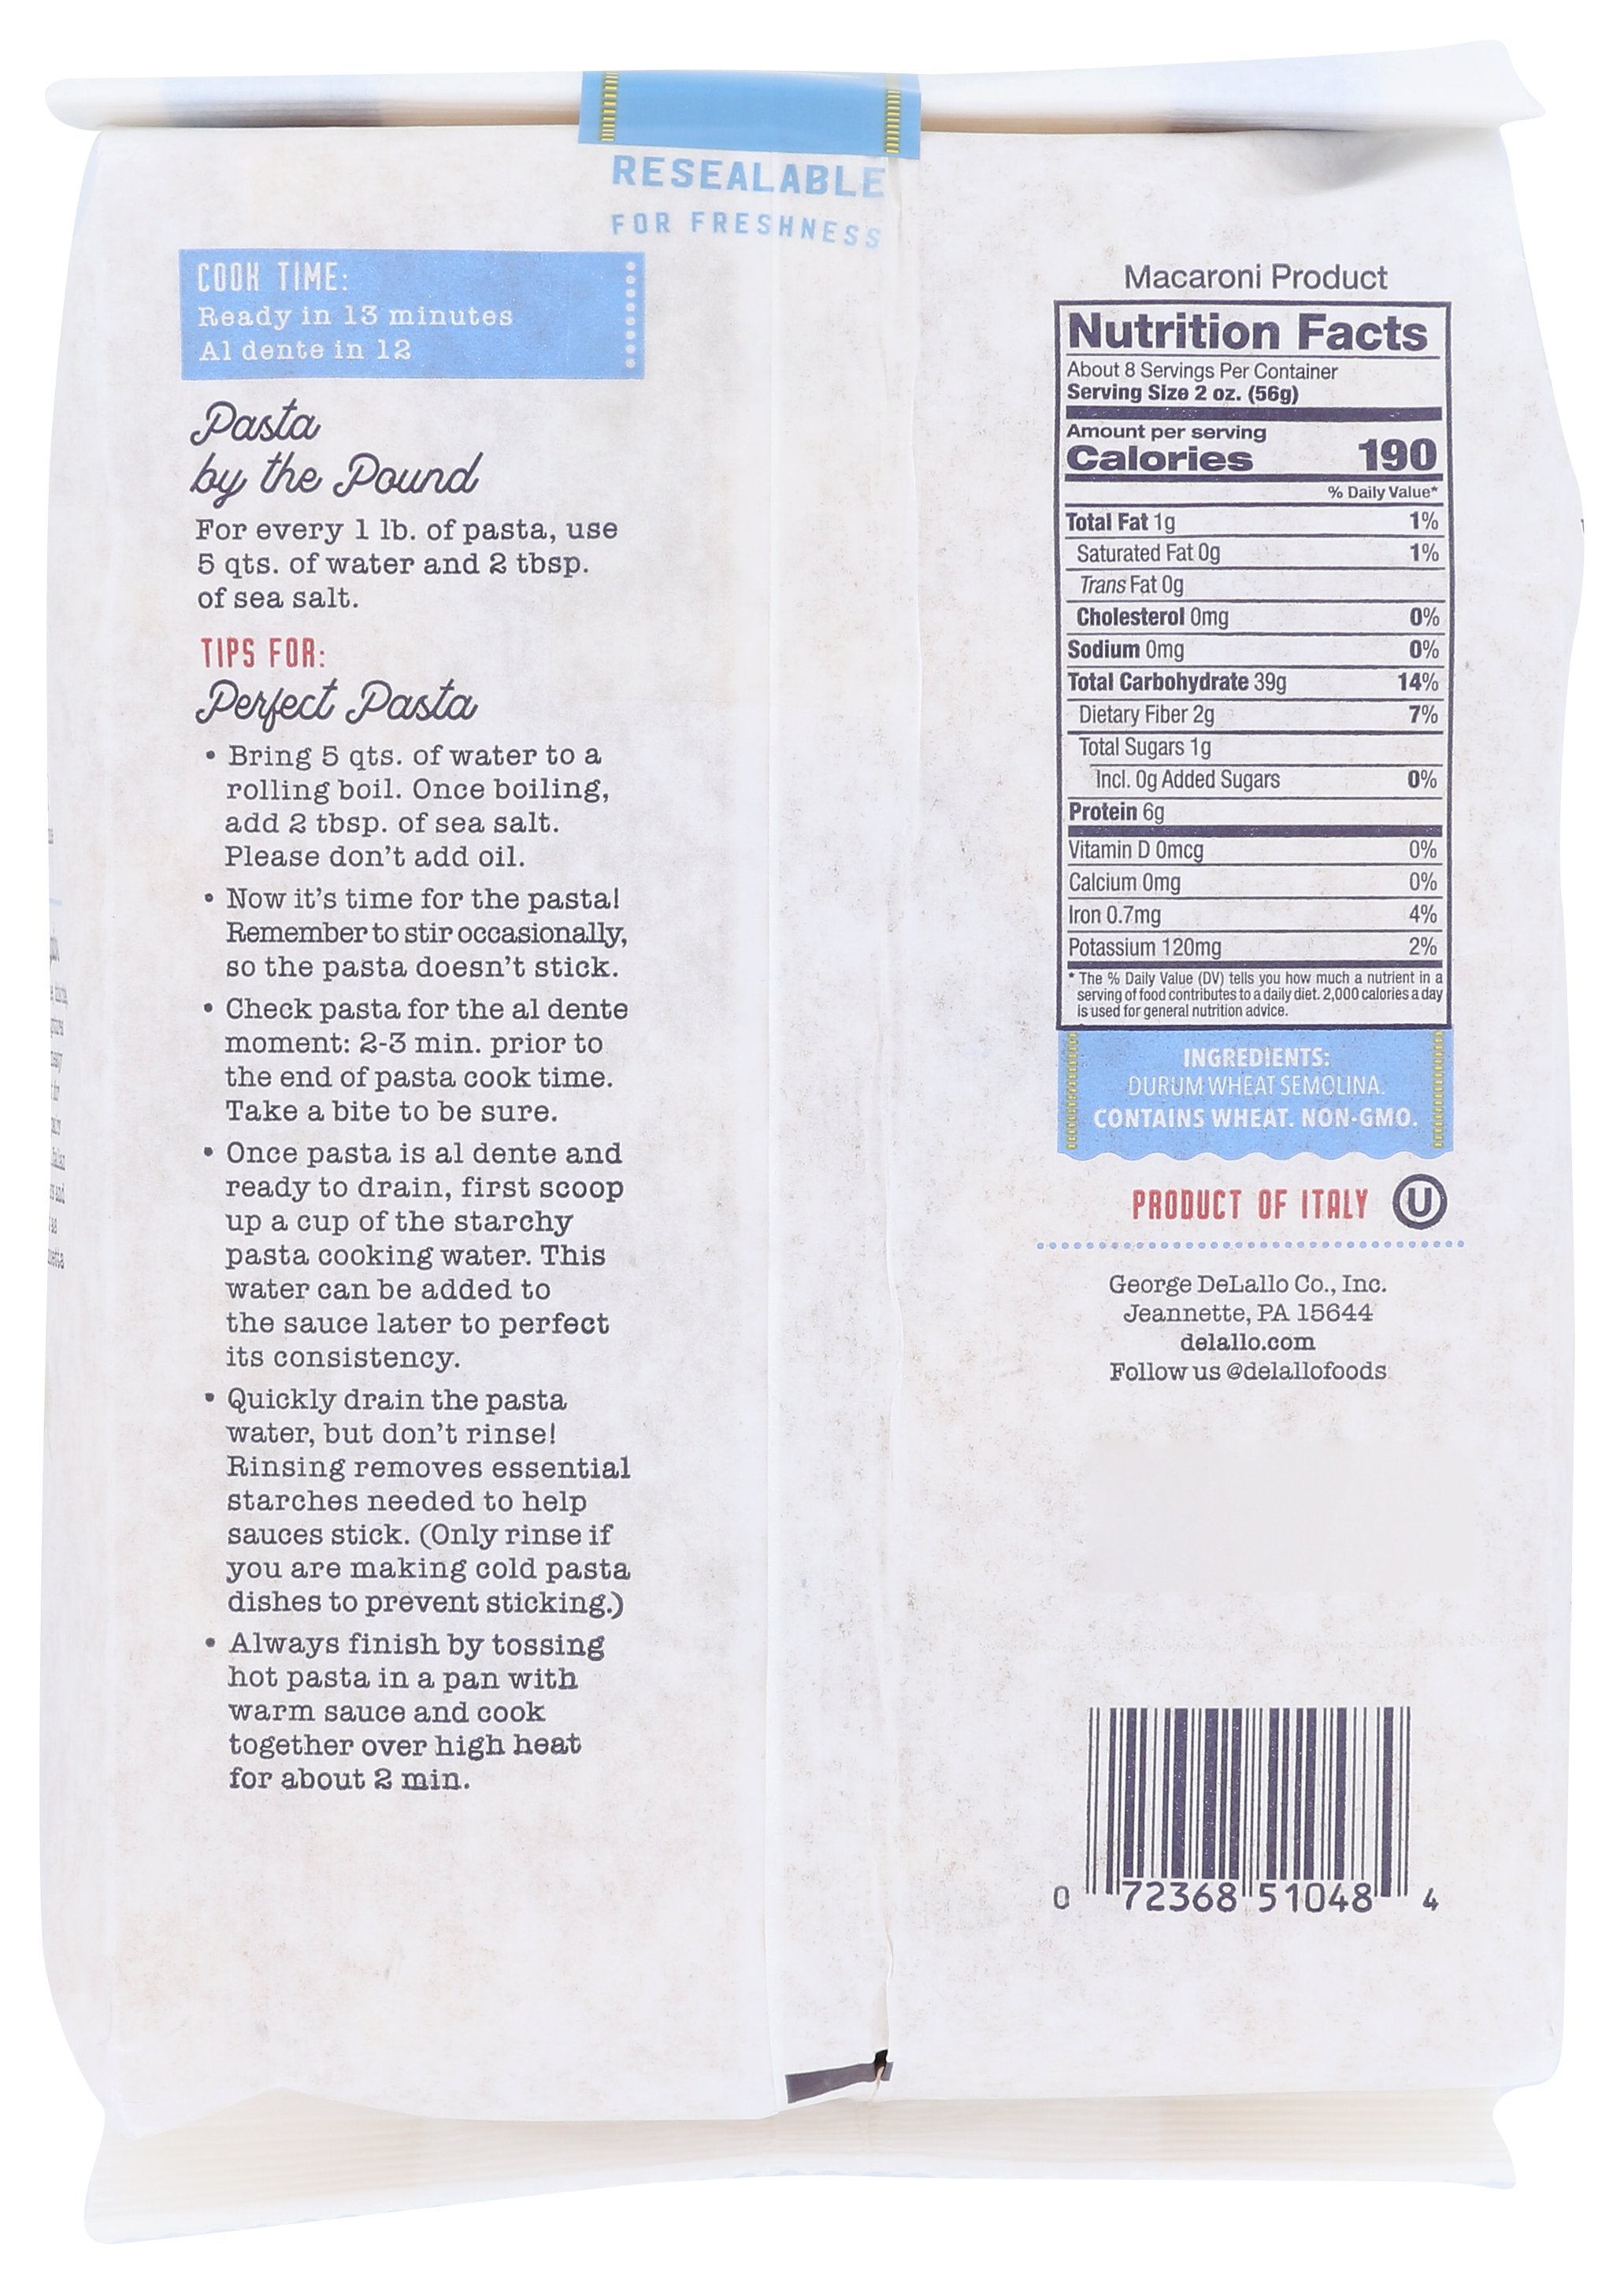 RESEALABLE
FOR FRESHNESS
COOK TIME:
Ready in 13 minutes
Al dente in 12
Pasta
by the Pound
For every 1 lb. of pasta, use
5 qts. of water and 2 tbsp.
of sea salt.
TIPS FOR:
Perfect Pasta
• Bring 5 qts. of water to a
rolling boil. Once boiling,
add 2 tbsp. of sea salt.
Please don't add oil.
• Now it's time for the pasta!
Remember to stir occasionally,
so the pasta doesn't stick.
• Check pasta for the al dente
moment: 2-3 min. prior to
the end of pasta cook time.
Take a bite to be sure.
• Once pasta is al dente and
ready to drain, first scoop
up a cup of the starchy
pasta cooking water. This
water can be added to
the sauce later to perfect
its consistency.
• Quickly drain the pasta
water, but don't rinse!
Rinsing removes essential
starches needed to help
sauces stick. (Only rinse if
you are making cold pasta
dishes to prevent sticking.)
• Always finish by tossing
hot pasta in a pan with
warm sauce and cook
together over high heat
for about 2 min.
Macaroni Product
Nutrition Facts
About 8 Servings Per Container
Serving Size 2 oz. (56g)
Amount per serving
Calories 190
% Daily Value*
Total Fat 1g 1%
Saturated Fat 0g 1%
Trans Fat 0g
Cholesterol 0mg 0%
Sodium 0mg 0%
Total Carbohydrate 39g 14%
Dietary Fiber 2g 7%
Total Sugars 1g
Incl. 0g Added Sugars 0%
Protein 6g
Vitamin D 0mcg 0%
Calcium 0mg 0%
Iron 0.7mg 4%
Potassium 120mg 2%
* The % Daily Value (DV) tells you how much a nutrient in a
serving of food contributes to a daily diet. 2,000 calories a day
is used for general nutrition advice.
INGREDIENTS:
DURUM WHEAT SEMOLINA.
CONTAINS WHEAT. NON-GMO.
PRODUCT OF ITALY U
George DeLallo Co., Inc.
Jeannette, PA 15644
delallo.com
Follow us @delallofoods
0 72368 51048 4